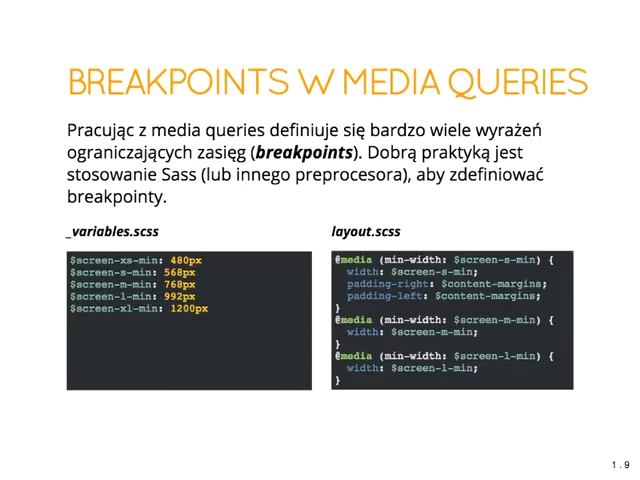 BREAKPOINTS W MEDIA QUERIES
Pracując z media queries definiuje się bardzo wiele wyrażeń
ograniczających zasięg (breakpoints). Dobrą praktyką jest
stosowanie Sass (lub innego preprocesora), aby zdefiniować
breakpointy.
_variables.scss
$screen-xs-min: 480px
$screen-s-min: 568px
$screen-m-min: 768px
$screen-l-min: 992px
$screen-xl-min: 1200px
layout.scss
@media (min-width: $screen-s-min) {
  width: $screen-s-min;
  padding-right: $content-margins;
  padding-left: $content-margins;
}
@media (min-width: $screen-m-min) {
  width: $screen-m-min;
}
@media (min-width: $screen-l-min) {
  width: $screen-l-min;
}
1 . 9